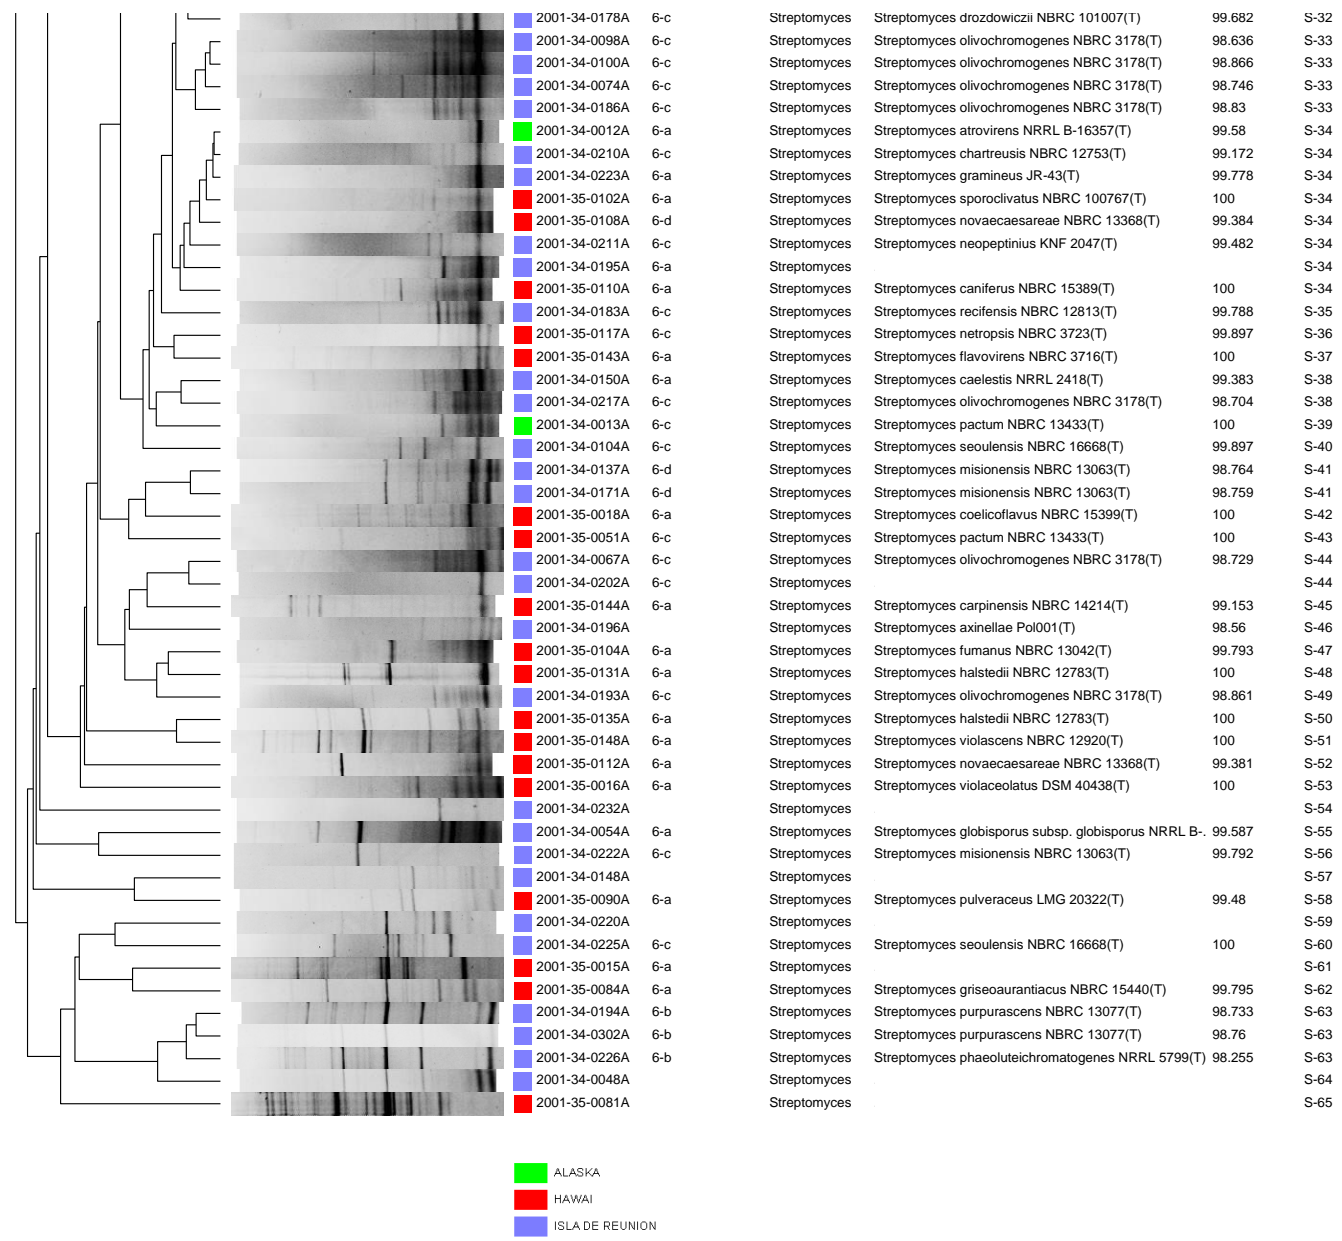 2001-34-0178A 6-c Streptomyces Streptomyces drozdowiczii NBRC 101007(T) 99.682 S-32
2001-34-0098A 6-c Streptomyces Streptomyces olivochromogenes NBRC 3178(T) 98.636 S-33
2001-34-0100A 6-c Streptomyces Streptomyces olivochromogenes NBRC 3178(T) 98.866 S-33
2001-34-0074A 6-c Streptomyces Streptomyces olivochromogenes NBRC 3178(T) 98.746 S-33
2001-34-0186A 6-c Streptomyces Streptomyces olivochromogenes NBRC 3178(T) 98.83 S-33
2001-34-0012A 6-a Streptomyces Streptomyces atrovirens NRRL B-16357(T) 99.58 S-34
2001-34-0210A 6-c Streptomyces Streptomyces chartreusis NBRC 12753(T) 99.172 S-34
2001-34-0223A 6-a Streptomyces Streptomyces gramineus JR-43(T) 99.778 S-34
2001-35-0102A 6-a Streptomyces Streptomyces sporoclivatus NBRC 100767(T) 100 S-34
2001-35-0108A 6-d Streptomyces Streptomyces novaecaesareae NBRC 13368(T) 99.384 S-34
2001-34-0211A 6-c Streptomyces Streptomyces neopeptinius KNF 2047(T) 99.482 S-34
2001-34-0195A 6-a Streptomyces S-34
2001-35-0110A 6-a Streptomyces Streptomyces caniferus NBRC 15389(T) 100 S-34
2001-34-0183A 6-c Streptomyces Streptomyces recifensis NBRC 12813(T) 99.788 S-35
2001-35-0117A 6-c Streptomyces Streptomyces netropsis NBRC 3723(T) 99.897 S-36
2001-35-0143A 6-a Streptomyces Streptomyces flavovirens NBRC 3716(T) 100 S-37
2001-34-0150A 6-a Streptomyces Streptomyces caelestis NRRL 2418(T) 99.383 S-38
2001-34-0217A 6-c Streptomyces Streptomyces olivochromogenes NBRC 3178(T) 98.704 S-38
2001-34-0013A 6-c Streptomyces Streptomyces pactum NBRC 13433(T) 100 S-39
2001-34-0104A 6-c Streptomyces Streptomyces seoulensis NBRC 16668(T) 99.897 S-40
2001-34-0137A 6-d Streptomyces Streptomyces misionensis NBRC 13063(T) 98.764 S-41
2001-34-0171A 6-d Streptomyces Streptomyces misionensis NBRC 13063(T) 98.759 S-41
2001-35-0018A 6-a Streptomyces Streptomyces coelicoflavus NBRC 15399(T) 100 S-42
2001-35-0051A 6-c Streptomyces Streptomyces pactum NBRC 13433(T) 100 S-43
2001-34-0067A 6-c Streptomyces Streptomyces olivochromogenes NBRC 3178(T) 98.729 S-44
2001-34-0202A 6-c Streptomyces S-44
2001-35-0144A 6-a Streptomyces Streptomyces carpinensis NBRC 14214(T) 99.153 S-45
2001-34-0196A Streptomyces Streptomyces axinellae Pol001(T) 98.56 S-46
2001-35-0104A 6-a Streptomyces Streptomyces fumanus NBRC 13042(T) 99.793 S-47
2001-35-0131A 6-a Streptomyces Streptomyces halstedii NBRC 12783(T) 100 S-48
2001-34-0193A 6-c Streptomyces Streptomyces olivochromogenes NBRC 3178(T) 98.861 S-49
2001-35-0135A 6-a Streptomyces Streptomyces halstedii NBRC 12783(T) 100 S-50
2001-35-0148A 6-a Streptomyces Streptomyces violascens NBRC 12920(T) 100 S-51
2001-35-0112A 6-a Streptomyces Streptomyces novaecaesareae NBRC 13368(T) 99.381 S-52
2001-35-0016A 6-a Streptomyces Streptomyces violaceolatus DSM 40438(T) 100 S-53
2001-34-0232A Streptomyces S-54
2001-34-0054A 6-a Streptomyces Streptomyces globisporus subsp. globisporus NRRL B-. 99.587 S-55
2001-34-0222A 6-c Streptomyces Streptomyces misionensis NBRC 13063(T) 99.792 S-56
2001-34-0148A Streptomyces S-57
2001-35-0090A 6-a Streptomyces Streptomyces pulveraceus LMG 20322(T) 99.48 S-58
2001-34-0220A Streptomyces S-59
2001-34-0225A 6-c Streptomyces Streptomyces seoulensis NBRC 16668(T) 100 S-60
2001-35-0015A 6-a Streptomyces S-61
2001-35-0084A 6-a Streptomyces Streptomyces griseoaurantiacus NBRC 15440(T) 99.795 S-62
2001-34-0194A 6-b Streptomyces Streptomyces purpurascens NBRC 13077(T) 98.733 S-63
2001-34-0302A 6-b Streptomyces Streptomyces purpurascens NBRC 13077(T) 98.76 S-63
2001-34-0226A 6-b Streptomyces Streptomyces phaeoluteichromatogenes NRRL 5799(T) 98.255 S-63
2001-34-0048A Streptomyces S-64
2001-35-0081A Streptomyces S-65
ALASKA
HAWAI
ISLA DE REUNION